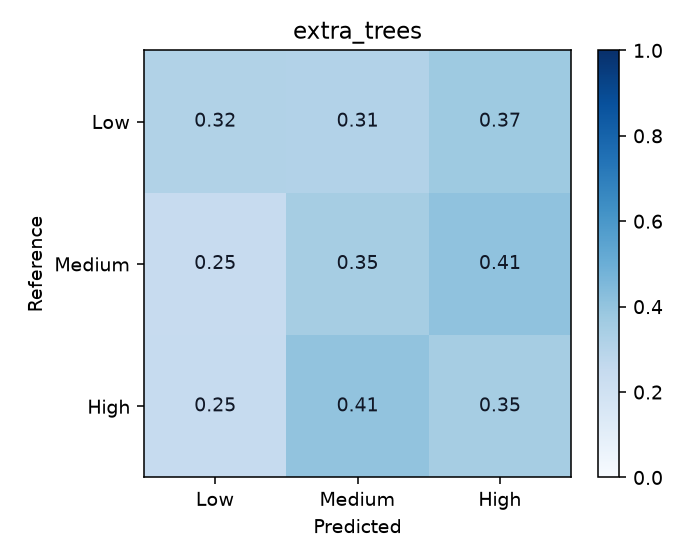 extra_trees
1.0
Low 0.32 0.31 0.37
0.8
0.6
Reference
Medium 0.25 0.35 0.41
0.4
High 0.25 0.41 0.35
0.2
0.0
Low Medium High
Predicted